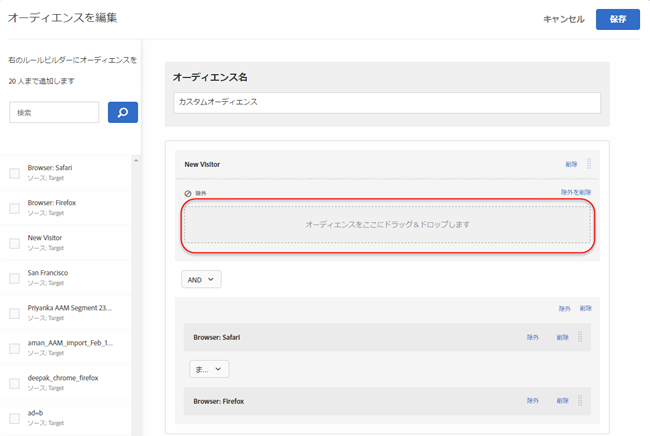 オーディエンスを編集
キャンセル
保存
右のルールビルダーにオーディエンスを
20 人まで追加します
検索
Browser: Safari
ソース: Target
Browser: Firefox
ソース: Target
New Visitor
ソース: Target
San Francisco
ソース: Target
Priyanka AAM Segment 23...
ソース: Target
aman_AAM_import_Feb_1...
ソース: Target
deepak_chrome_firefox
ソース: Target
ad=b
ソース: Target
オーディエンス名
カスタムオーディエンス
New Visitor
削除
除外
除外を削除
オーディエンスをここにドラッグ＆ドロップします
AND
除外 削除
Browser: Safari
除外 削除
ま...
Browser: Firefox
除外 削除